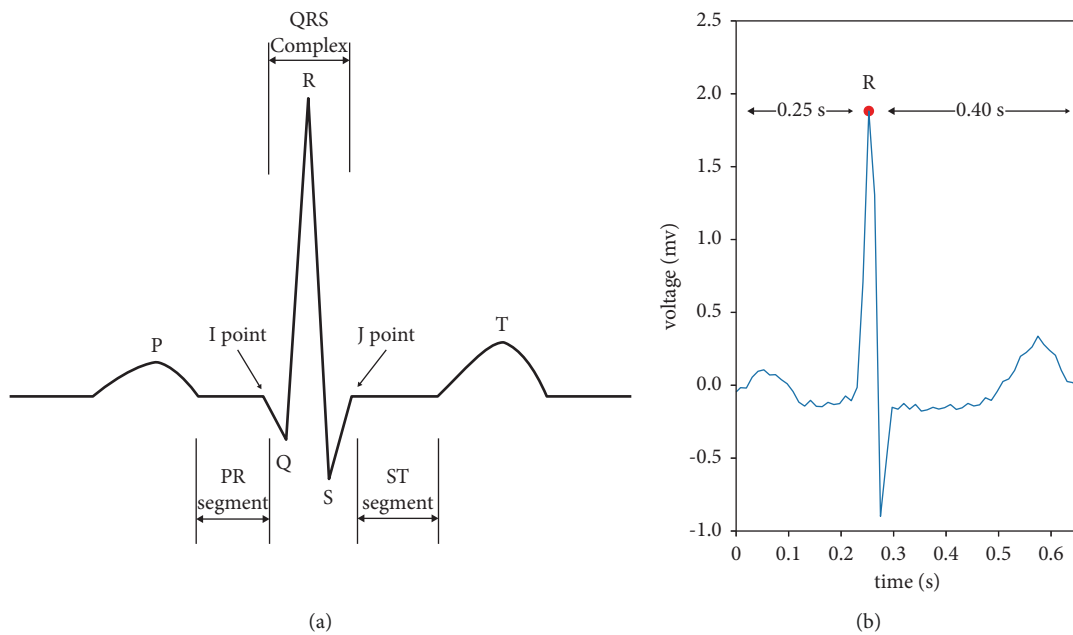 QRS
Complex
R
I point
J point
P
T
Q
S
PR
segment
ST
segment
(a)
2.5
2.0
1.5
1.0
0.5
0.0
-0.5
-1.0
voltage (mv)
R
0.25 s
0.40 s
0
0.1
0.2
0.3
0.4
0.5
0.6
time (s)
(b)